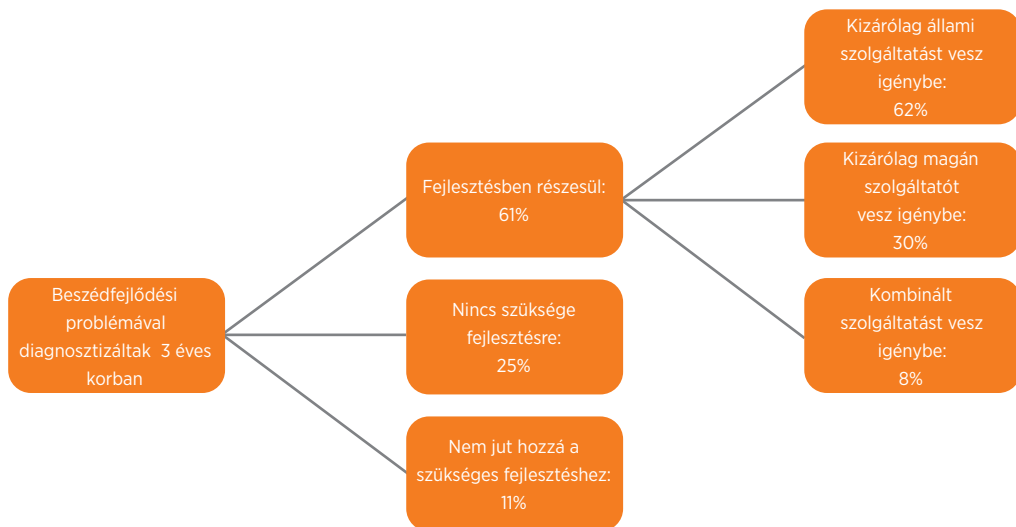 Beszédfejlődési
problémával
diagnosztizáltak 3 éves
korban
Fejlesztésben részesül:
61%
Nincs szüksége
fejlesztésre:
25%
Nem jut hozzá a
szükséges fejlesztéshez:
11%
Kizárólag állami
szolgáltatást vesz
igénybe:
62%
Kizárólag magán
szolgáltatót
vesz igénybe:
30%
Kombinált
szolgáltatást vesz
igénybe:
8%